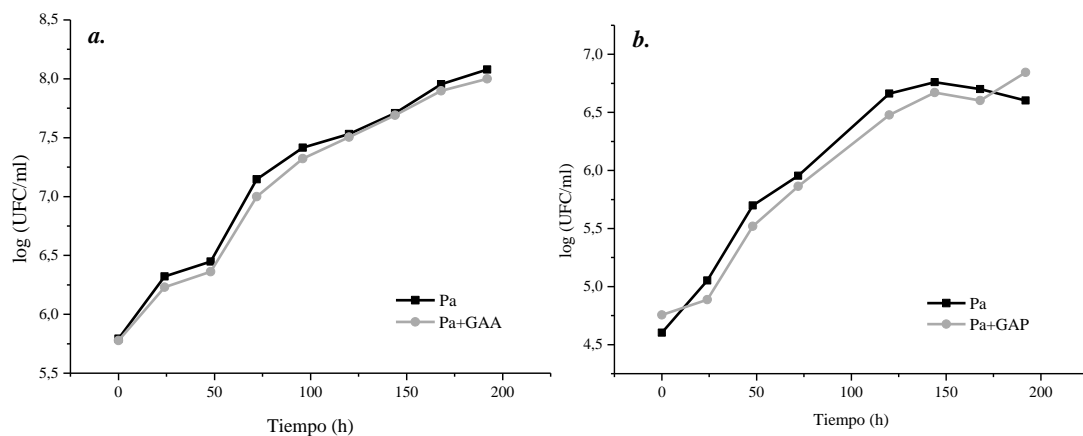 a.
8,5
8,0
7,5
7,0
6,5
6,0
5,5
log (UFC/ml)
Pa
Pa+GAA
0 50 100 150 200
Tiempo (h)
b.
7,0
6,5
6,0
5,5
5,0
4,5
log (UFC/ml)
Pa
Pa+GAP
0 50 100 150 200
Tiempo (h)